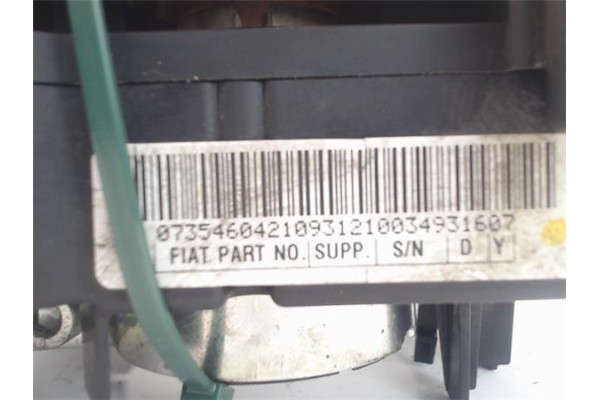 07354604210931210034931607
FIAT PART NO. SUPP. S/N D Y